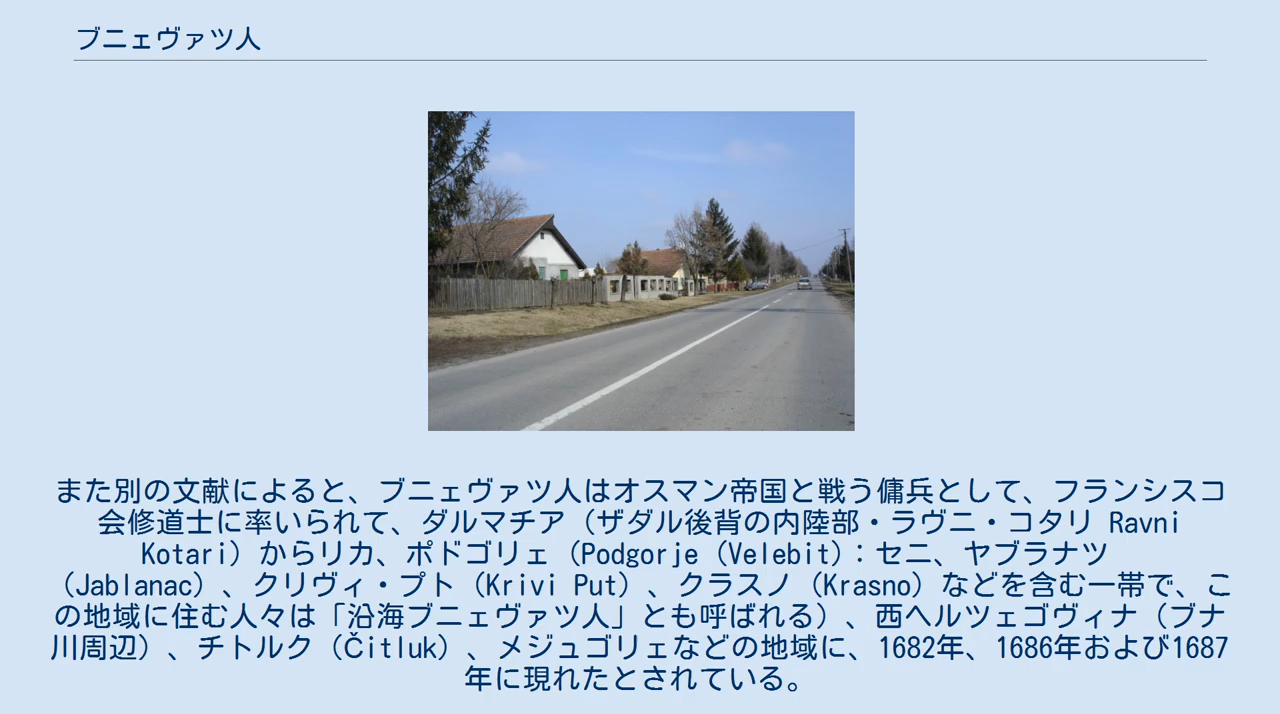 ブニェヴァツ人
また別の文献によると、ブニェヴァツ人はオスマン帝国と戦う傭兵として、フランシスコ
会修道士に率いられて、ダルマチア（ザダル後背の内陸部・ラヴニ・コタリ Ravni
Kotari）からリカ、ポドゴリェ（Podgorje（Velebit）：セニ、ヤブラナツ
（Jablanac）、クリヴィ・プト（Krivi Put）、クラスノ（Krasno）などを含む一帯で、こ
の地域に住む人々は「沿海ブニェヴァツ人」とも呼ばれる）、西ヘルツェゴヴィナ（ブナ
川周辺）、チトルク（Čitluk）、メジュゴリェなどの地域に、1682年、1686年および1687
年に現れたとされている。